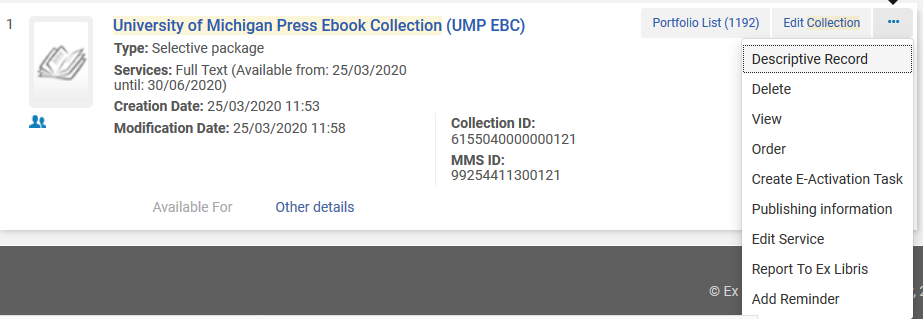 1
University of Michigan Press Ebook Collection (UMP EBC)
Portfolio List (1192)
Edit Collection
Type: Selective package
Services: Full Text (Available from: 25/03/2020
until: 30/06/2020)
Creation Date: 25/03/2020 11:53
Modification Date: 25/03/2020 11:58
Collection ID:
6155040000000121
MMS ID:
99254411300121
Available For
Other details
Descriptive Record
Delete
View
Order
Create E-Activation Task
Publishing information
Edit Service
Report To Ex Libris
Add Reminder
© Ex